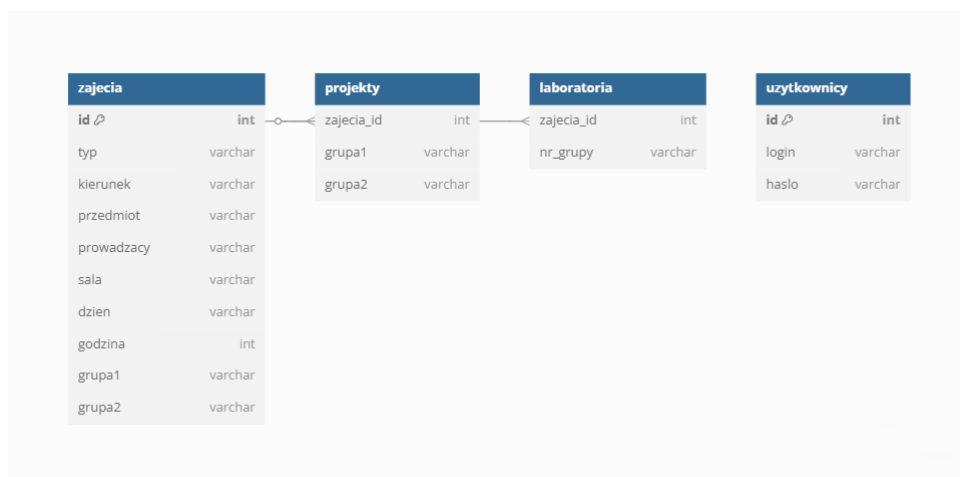 zajecia
id int
typ varchar
kierunek varchar
przedmiot varchar
prowadzacy varchar
sala varchar
dzien varchar
godzina int
grupa1 varchar
grupa2 varchar
projekty
zajecia_id int
grupa1 varchar
grupa2 varchar
laboratoria
zajecia_id int
nr_grupy varchar
uzytkownicy
id int
login varchar
haslo varchar